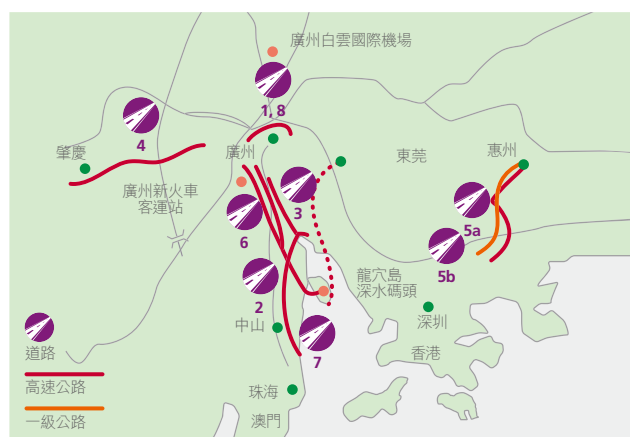 廣州白雲國際機場
1, 8
4
肇慶
廣州
東莞
惠州
廣州新火車
客運站
3
6
5a
5b
2
龍穴島
深水碼頭
中山
深圳
7
道路
香港
高速公路
珠海
一級公路
澳門